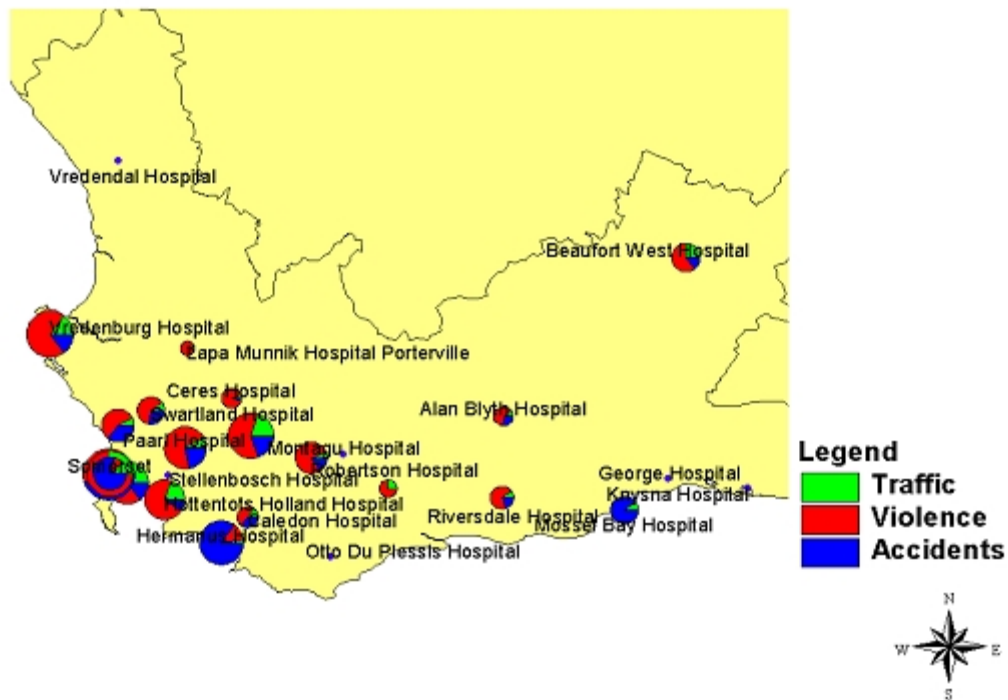 Vredendal Hospital
Beaufort West Hospital
Vredenburg Hospital
Lapa Munnik Hospital Porterville
Ceres Hospital
Swartland Hospital
Alan Blyth Hospital
Paarl Hospital
Montagu Hospital
Somerset
Robertson Hospital
Stellenbosch Hospital
George Hospital
Knysna Hospital
Hottentots Holland Hospital
Caledon Hospital
Riversdale Hospital
Mossel Bay Hospital
Hermanus Hospital
Otto Du Plessis Hospital
Legend
Traffic
Violence
Accidents
N
W
E
S